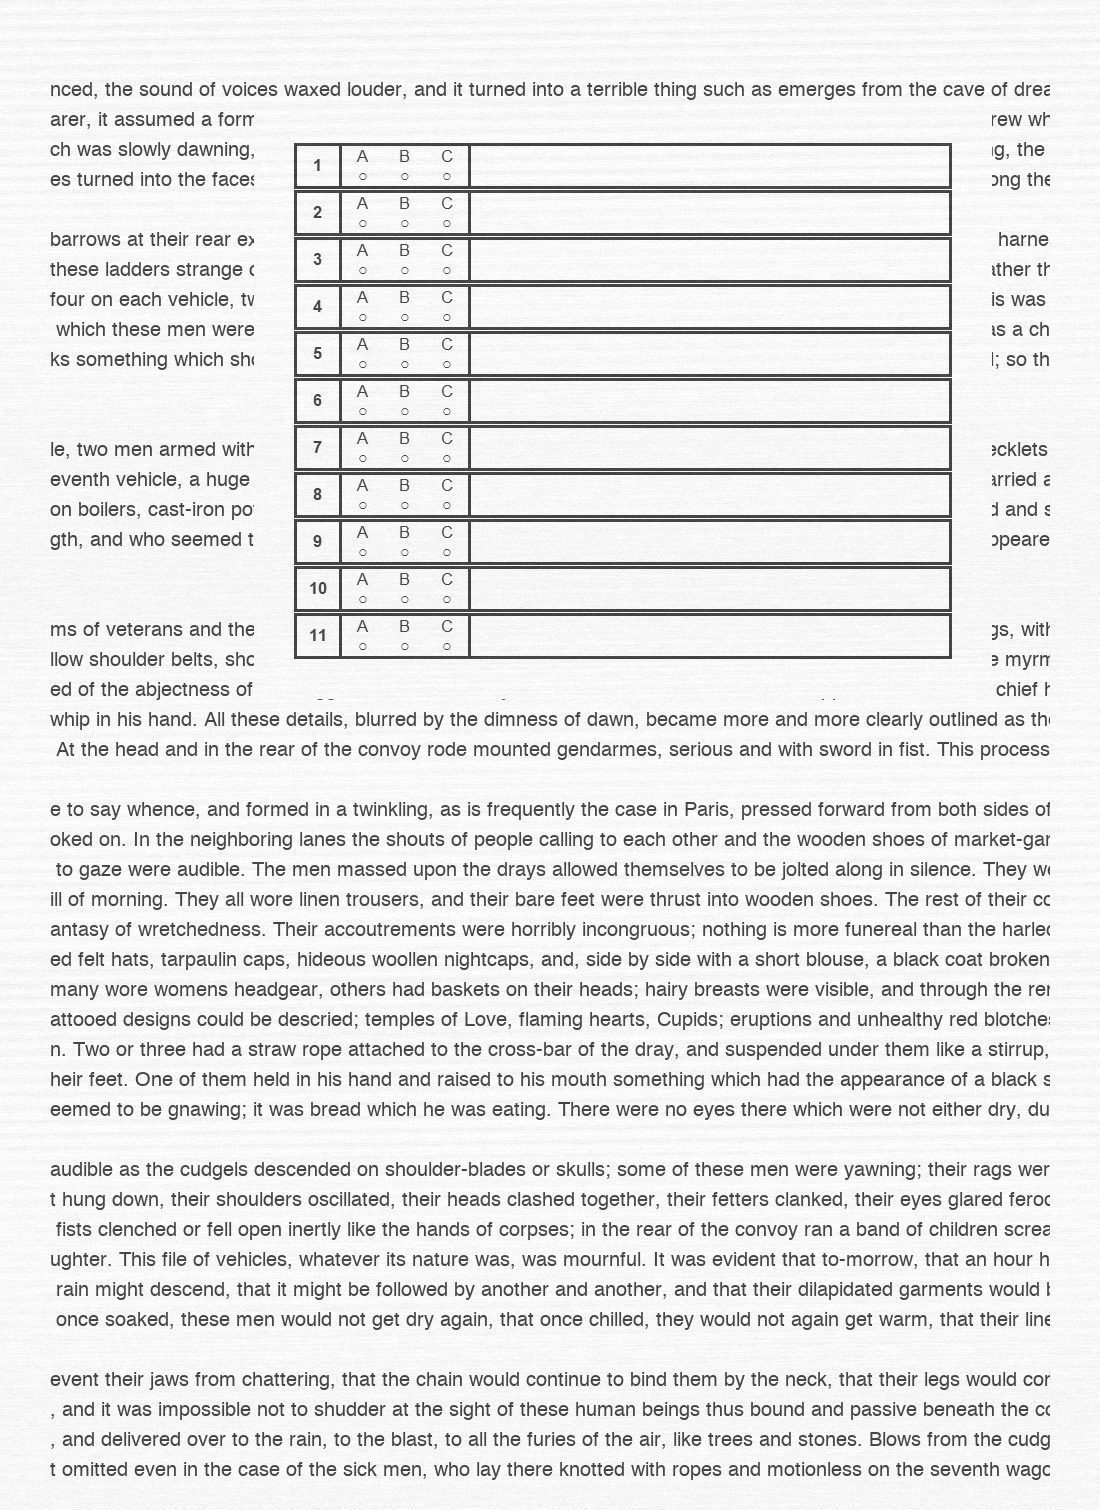 nced, the sound of voices waxed louder, and it turned into a terrible thing such as emerges from the cave of drea
arer, it assumed a form rew wh
ch was slowly dawning, g, the
es turned into the faces ong the
barrows at their rear ex harne
these ladders strange c ather th
four on each vehicle, tw is was
which these men were as a ch
ks something which sho l; so th
le, two men armed with ecklets
eventh vehicle, a huge arried a
on boilers, cast-iron po d and s
gth, and who seemed t ppeare
ms of veterans and the gs, with
llow shoulder belts, sho e myrm
ed of the abjectness of chief h
1 A B C
2 A B C
3 A B C
4 A B C
5 A B C
6 A B C
7 A B C
8 A B C
9 A B C
10 A B C
11 A B C
whip in his hand. All these details, blurred by the dimness of dawn, became more and more clearly outlined as the
At the head and in the rear of the convoy rode mounted gendarmes, serious and with sword in fist. This process
e to say whence, and formed in a twinkling, as is frequently the case in Paris, pressed forward from both sides of
oked on. In the neighboring lanes the shouts of people calling to each other and the wooden shoes of market-gar
to gaze were audible. The men massed upon the drays allowed themselves to be jolted along in silence. They we
ill of morning. They all wore linen trousers, and their bare feet were thrust into wooden shoes. The rest of their co
antasy of wretchedness. Their accoutrements were horribly incongruous; nothing is more funereal than the harlec
ed felt hats, tarpaulin caps, hideous woollen nightcaps, and, side by side with a short blouse, a black coat broken
many wore womens headgear, others had baskets on their heads; hairy breasts were visible, and through the ren
attooed designs could be descried; temples of Love, flaming hearts, Cupids; eruptions and unhealthy red blotches
n. Two or three had a straw rope attached to the cross-bar of the dray, and suspended under them like a stirrup,
heir feet. One of them held in his hand and raised to his mouth something which had the appearance of a black s
eemed to be gnawing; it was bread which he was eating. There were no eyes there which were not either dry, du
audible as the cudgels descended on shoulder-blades or skulls; some of these men were yawning; their rags wer
t hung down, their shoulders oscillated, their heads clashed together, their fetters clanked, their eyes glared feroc
fists clenched or fell open inertly like the hands of corpses; in the rear of the convoy ran a band of children screa
ughter. This file of vehicles, whatever its nature was, was mournful. It was evident that to-morrow, that an hour h
rain might descend, that it might be followed by another and another, and that their dilapidated garments would b
once soaked, these men would not get dry again, that once chilled, they would not again get warm, that their line
event their jaws from chattering, that the chain would continue to bind them by the neck, that their legs would con
, and it was impossible not to shudder at the sight of these human beings thus bound and passive beneath the co
, and delivered over to the rain, to the blast, to all the furies of the air, like trees and stones. Blows from the cudg
t omitted even in the case of the sick men, who lay there knotted with ropes and motionless on the seventh wago